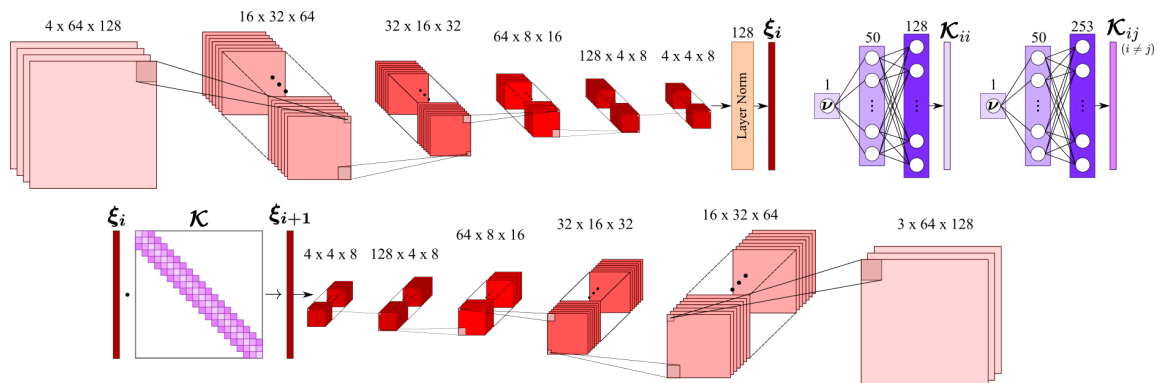 4 x 64 x 128
16 x 32 x 64
32 x 16 x 32
64 x 8 x 16
128 x 4 x 8
4 x 4 x 8
128
Layer Norm
ξᵢ
1
ν
50
128
𝒦ᵢᵢ
1
ν
50
253
𝒦ᵢⱼ
(i ≠ j)
ξᵢ
𝒦
ξᵢ₊₁
4 x 4 x 8
128 x 4 x 8
64 x 8 x 16
32 x 16 x 32
16 x 32 x 64
3 x 64 x 128